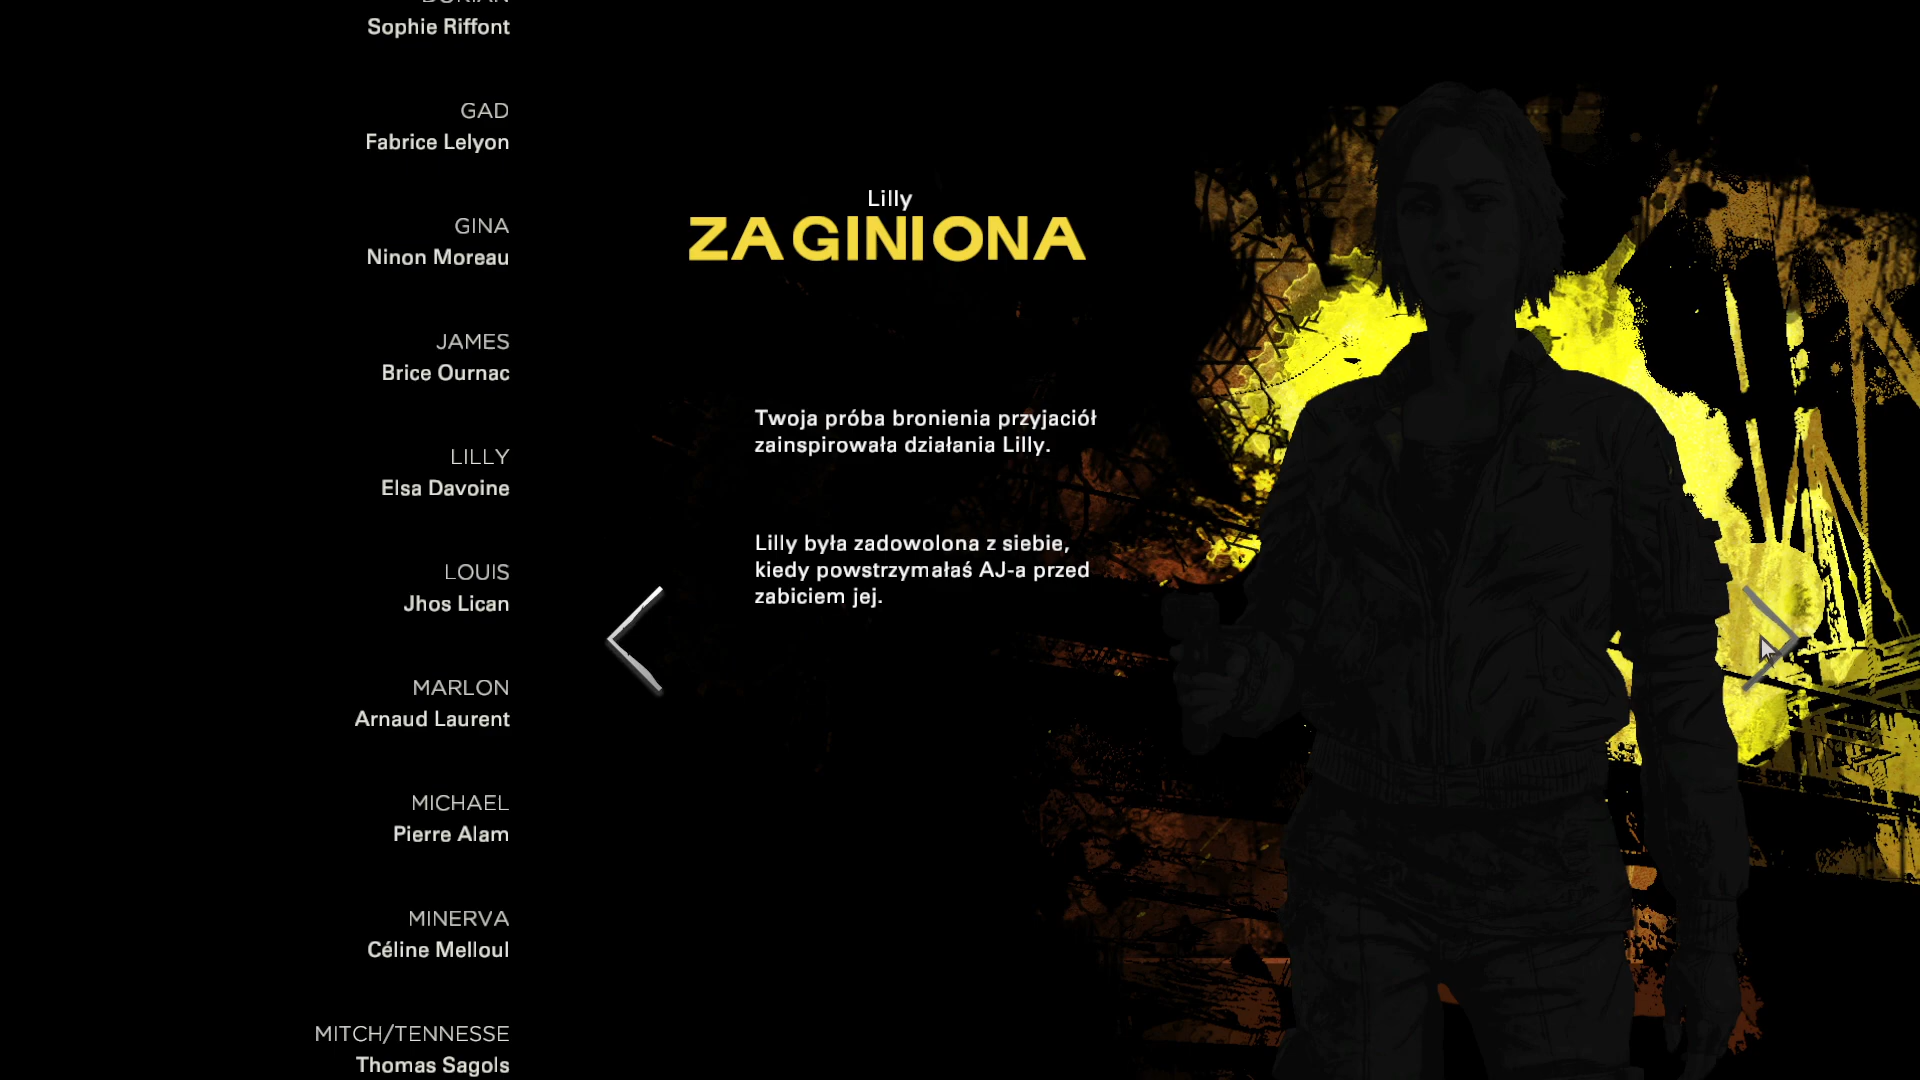 Sophie Riffont
GAD
Fabrice Lelyon
GINA
Ninon Moreau
JAMES
Brice Ournac
LILLY
Elsa Davoine
LOUIS
Jhos Lican
MARLON
Arnaud Laurent
MICHAEL
Pierre Alam
MINERVA
Céline Melloul
MITCH/TENNESSE
Thomas Sagols
Lilly
ZAGINIONA
Twoja próba bronienia przyjaciół
zainspirowała działania Lilly.
Lilly była zadowolona z siebie,
kiedy powstrzymałaś AJ-a przed
zabiciem jej.